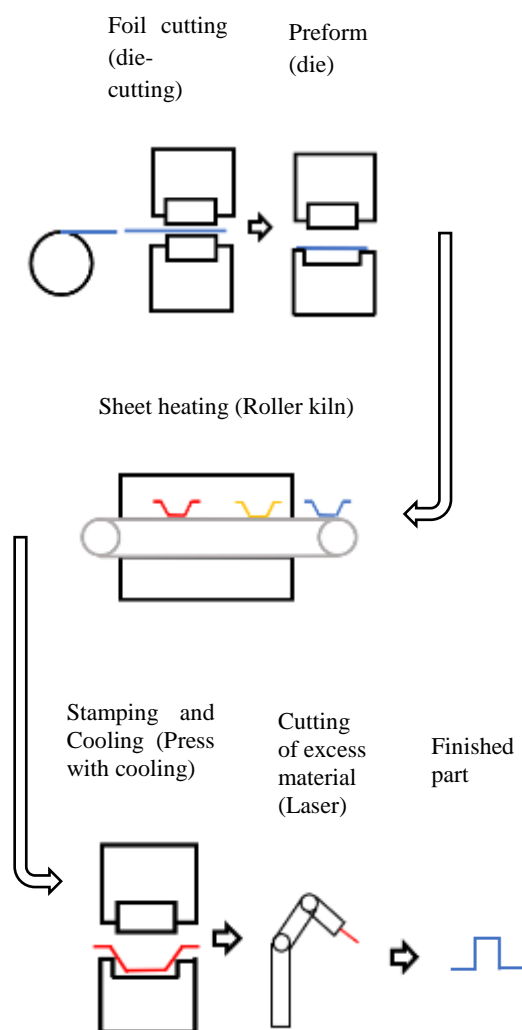 Foil cutting
(die-
cutting)
Preform
(die)
Sheet heating (Roller kiln)
Stamping and
Cooling (Press
with cooling)
Cutting
of excess
material
(Laser)
Finished
part